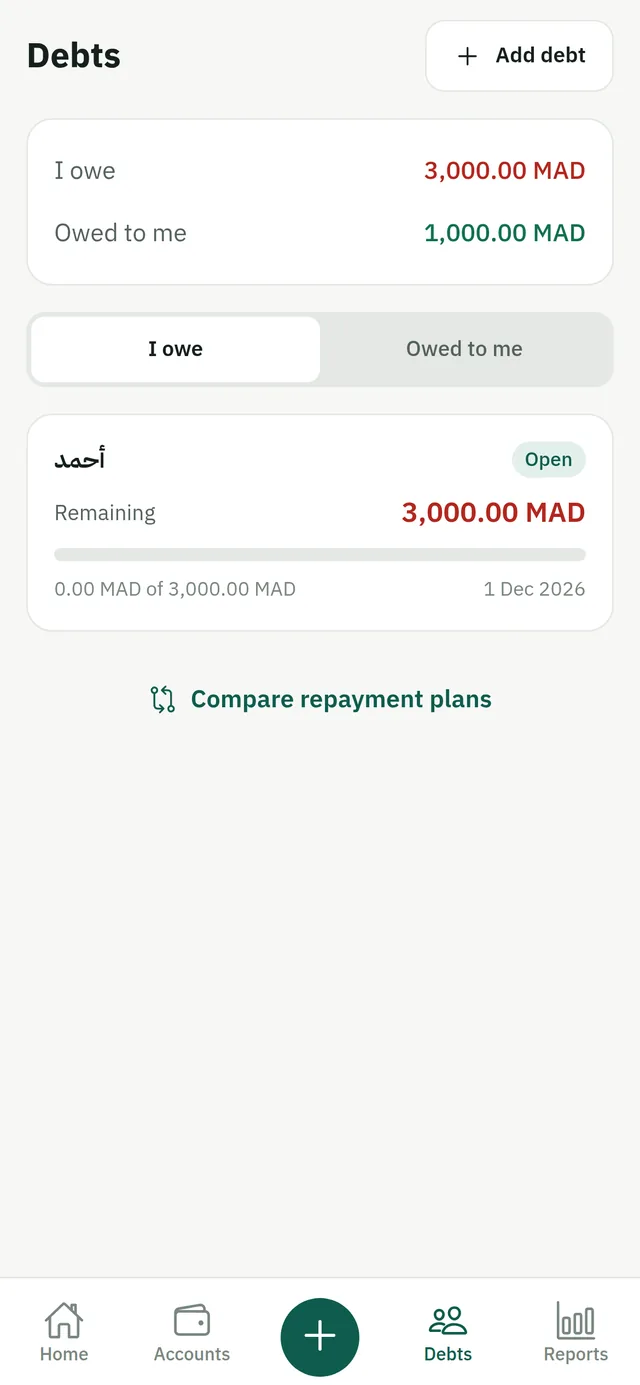 Debts
+ Add debt
I owe 3,000.00 MAD
Owed to me 1,000.00 MAD
I owe Owed to me
أحمد Open
Remaining 3,000.00 MAD
0.00 MAD of 3,000.00 MAD 1 Dec 2026
Compare repayment plans
Home Accounts + Debts Reports